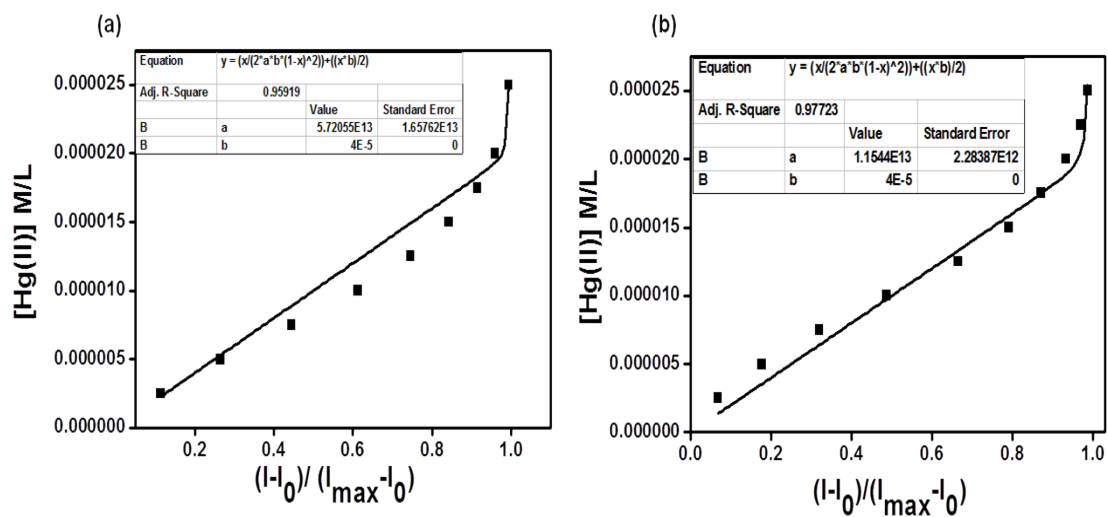 (a)
Equation y = (x/(2*a*b*(1-x)^2))+((x*b)/2)
Adj. R-Square 0.95919
Value Standard Error
B a 5.72055E13 1.65762E13
B b 4E-5 0
0.000025
0.000020
0.000015
0.000010
0.000005
0.000000
[Hg(II)] M/L
0.2 0.4 0.6 0.8 1.0
(I-I0)/ (Imax-I0)
(b)
Equation y = (x/(2*a*b*(1-x)^2))+((x*b)/2)
Adj. R-Square 0.97723
Value Standard Error
B a 1.1544E13 2.28387E12
B b 4E-5 0
0.000025
0.000020
0.000015
0.000010
0.000005
0.000000
[Hg(II)] M/L
0.0 0.2 0.4 0.6 0.8 1.0
(I-I0)/(Imax-I0)